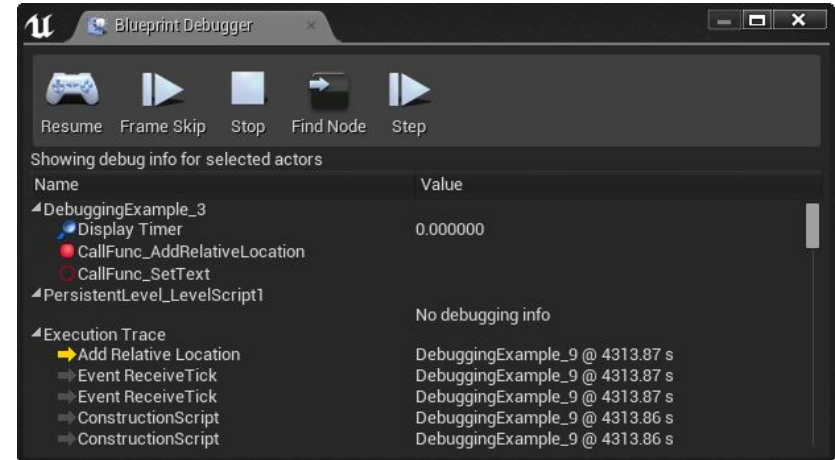 Blueprint Debugger
Resume Frame Skip Stop Find Node Step
Showing debug info for selected actors
Name Value
DebuggingExample_3
Display Timer 0.000000
CallFunc_AddRelativeLocation
CallFunc_SetText
PersistentLevel_LevelScript1
No debugging info
Execution Trace
Add Relative Location DebuggingExample_9 @ 4313.87 s
Event ReceiveTick DebuggingExample_9 @ 4313.87 s
Event ReceiveTick DebuggingExample_9 @ 4313.87 s
ConstructionScript DebuggingExample_9 @ 4313.86 s
ConstructionScript DebuggingExample_9 @ 4313.86 s